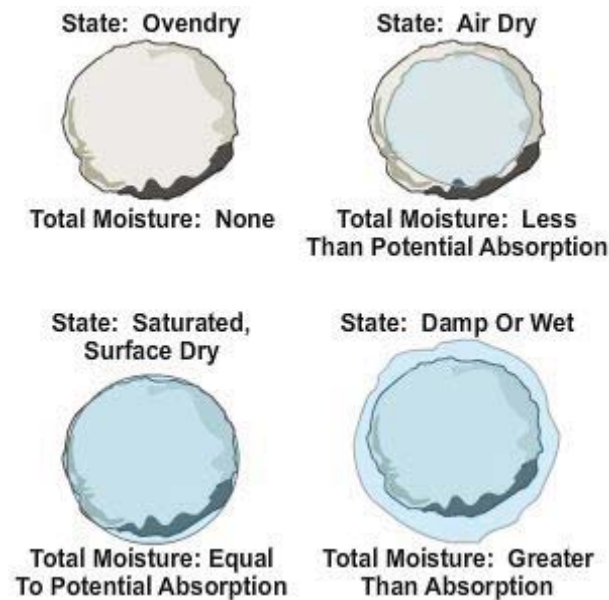 State: Ovendry
Total Moisture: None
State: Air Dry
Total Moisture: Less
Than Potential Absorption
State: Saturated,
Surface Dry
Total Moisture: Equal
To Potential Absorption
State: Damp Or Wet
Total Moisture: Greater
Than Absorption